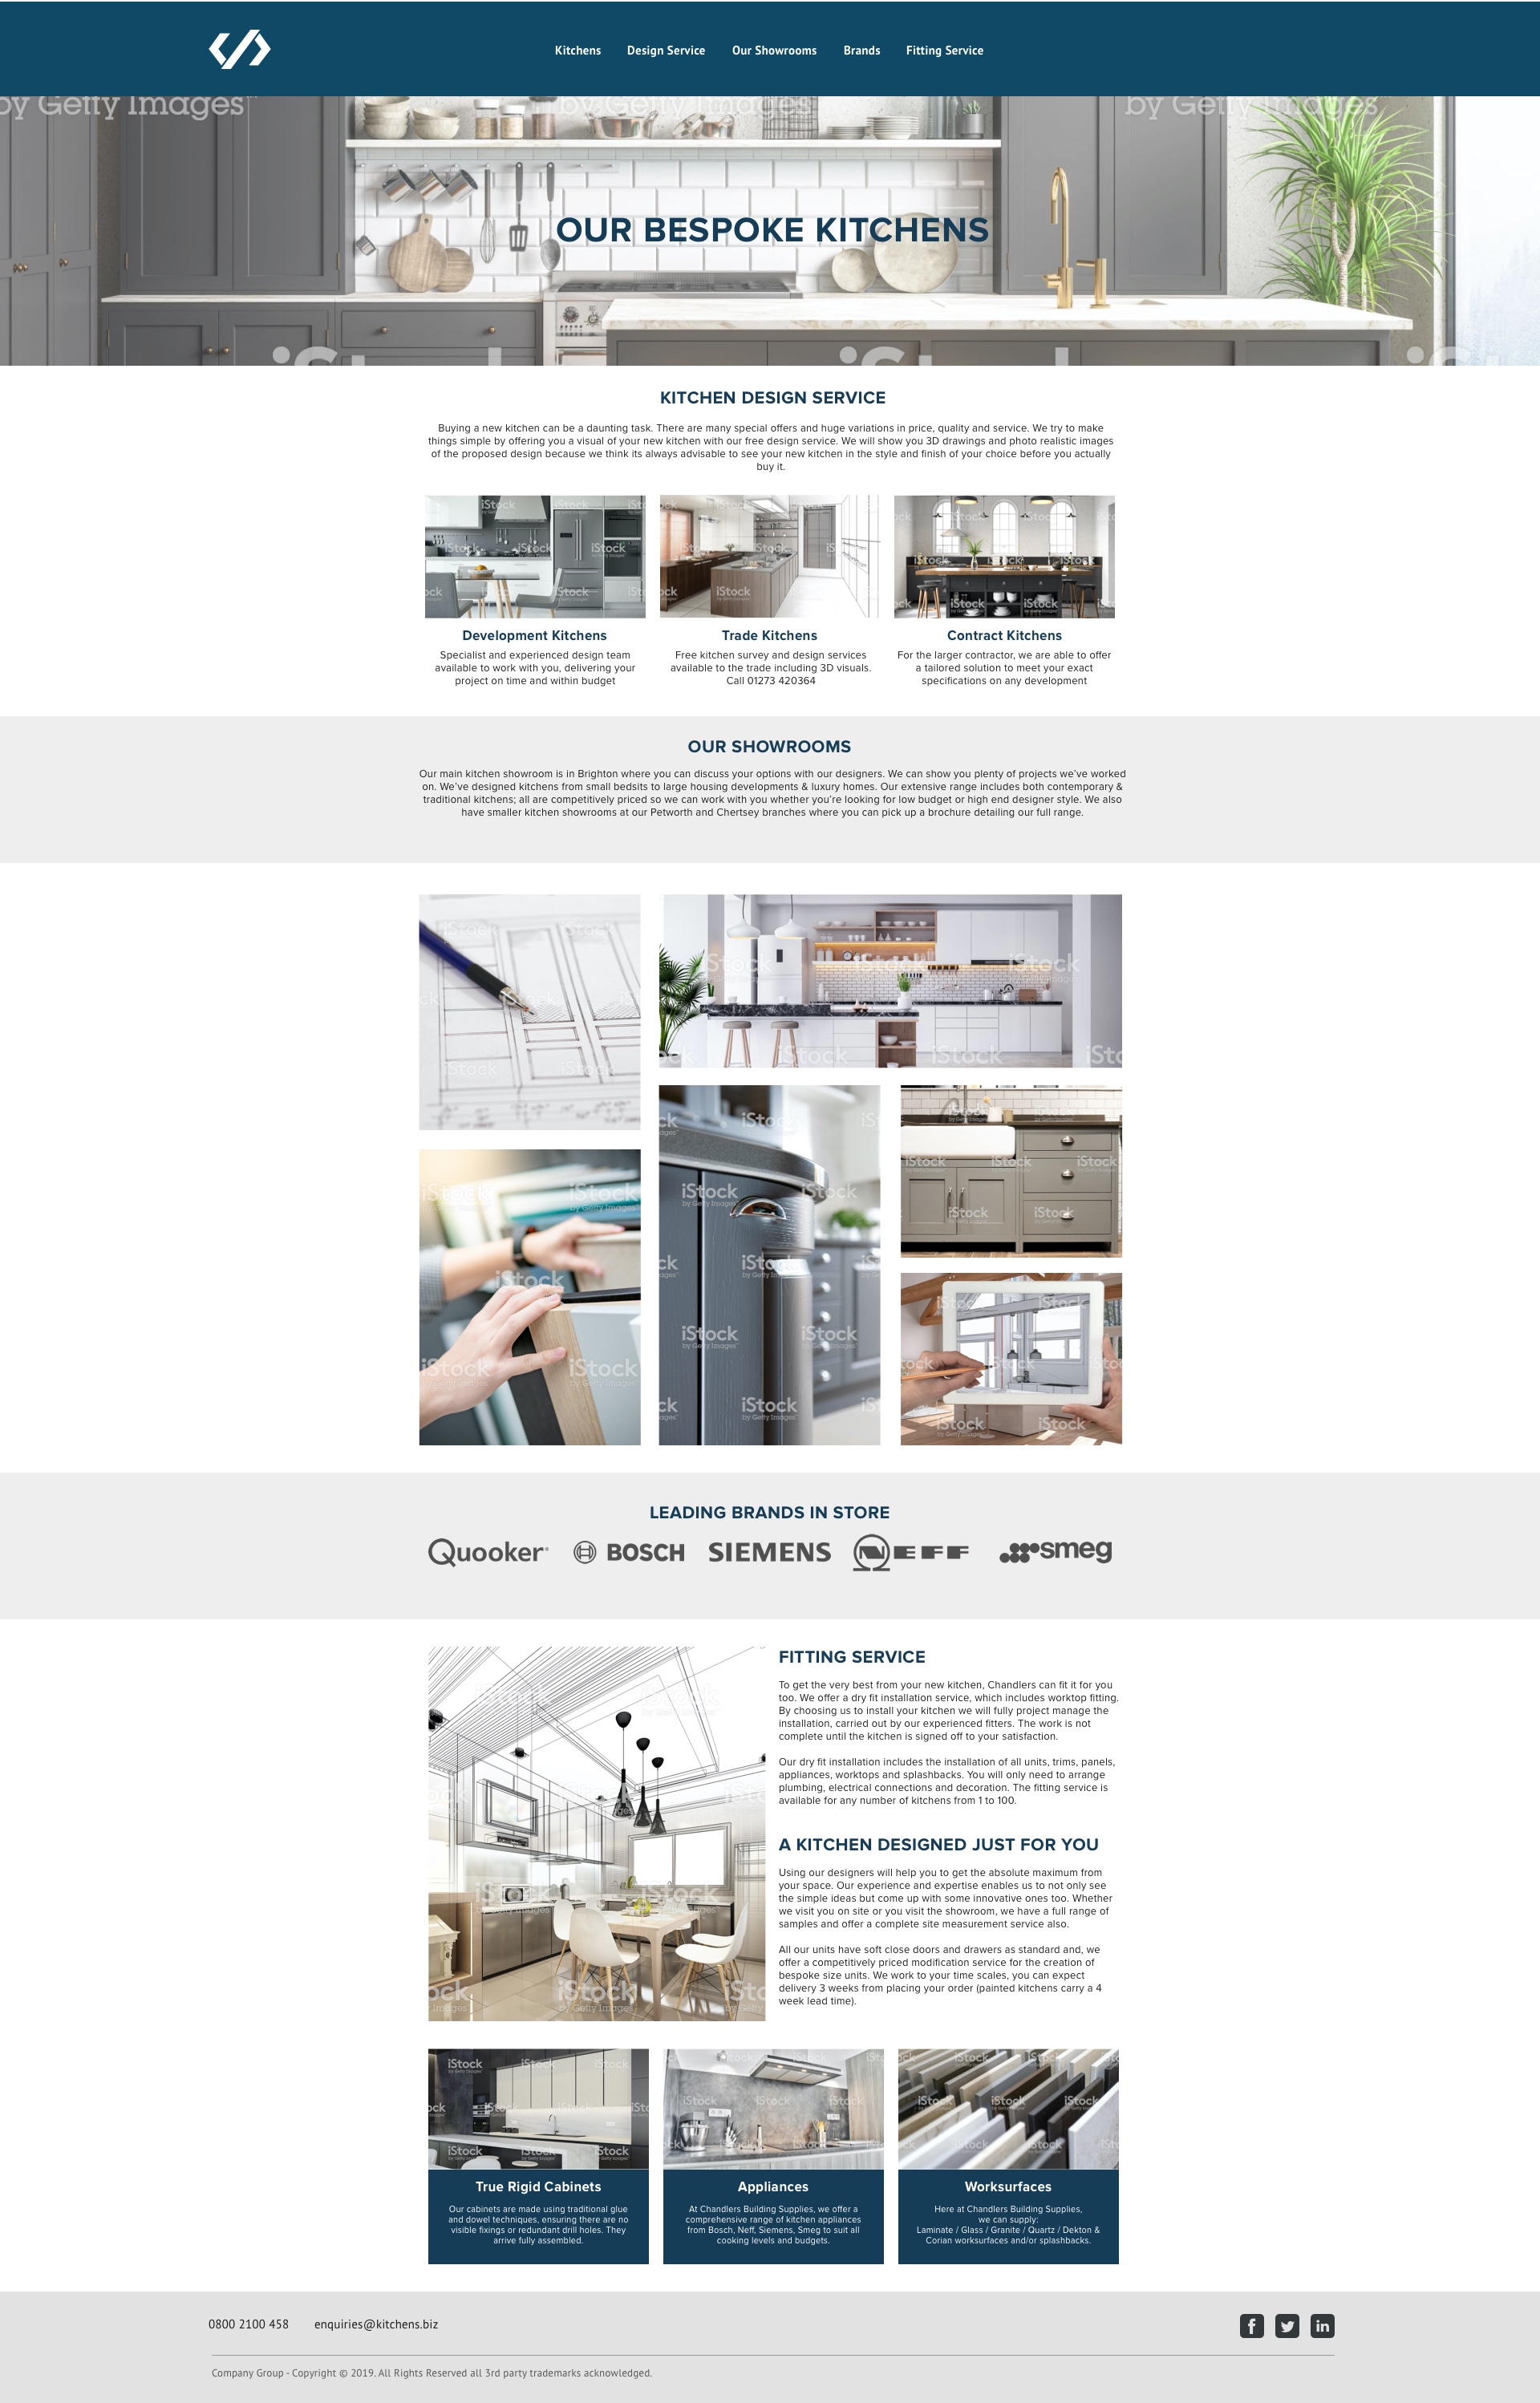 Kitchens Design Service Our Showrooms Brands Fitting Service
by Getty Images by Getty Images by Getty Images
OUR BESPOKE KITCHENS
iStock iStock iStock
KITCHEN DESIGN SERVICE
Buying a new kitchen can be a daunting task. There are many special offers and huge variations in price, quality and service. We try to make
things simple by offering you a visual of your new kitchen with our free design service. We will show you 3D drawings and photo realistic images
of the proposed design because we think its always advisable to see your new kitchen in the style and finish of your choice before you actually
buy it.
Development Kitchens
Specialist and experienced design team
available to work with you, delivering your
project on time and within budget
Trade Kitchens
Free kitchen survey and design services
available to the trade including 3D visuals.
Call 01273 420364
Contract Kitchens
For the larger contractor, we are able to offer
a tailored solution to meet your exact
specifications on any development
OUR SHOWROOMS
Our main kitchen showroom is in Brighton where you can discuss your options with our designers. We can show you plenty of projects we've worked
on. We've designed kitchens from small bedsits to large housing developments & luxury homes. Our extensive range includes both contemporary &
traditional kitchens; all are competitively priced so we can work with you whether you're looking for low budget or high end designer style. We also
have smaller kitchen showrooms at our Petworth and Chertsey branches where you can pick up a brochure detailing our full range.
LEADING BRANDS IN STORE
Quooker® BOSCH SIEMENS NEFF smeg
FITTING SERVICE
To get the very best from your new kitchen, Chandlers can fit it for you
too. We offer a dry fit installation service, which includes worktop fitting.
By choosing us to install your kitchen we will fully project manage the
installation, carried out by our experienced fitters. The work is not
complete until the kitchen is signed off to your satisfaction.
Our dry fit installation includes the installation of all units, trims, panels,
appliances, worktops and splashbacks. You will only need to arrange
plumbing, electrical connections and decoration. The fitting service is
available for any number of kitchens from 1 to 100.
A KITCHEN DESIGNED JUST FOR YOU
Using our designers will help you to get the absolute maximum from
your space. Our experience and expertise enables us to not only see
the simple ideas but come up with some innovative ones too. Whether
we visit you on site or you visit the showroom, we have a full range of
samples and offer a complete site measurement service also.
All our units have soft close doors and drawers as standard and, we
offer a competitively priced modification service for the creation of
bespoke size units. We work to your time scales, you can expect
delivery 3 weeks from placing your order (painted kitchens carry a 4
week lead time).
True Rigid Cabinets
Our cabinets are made using traditional glue
and dowel techniques, ensuring there are no
visible fixings or redundant drill holes. They
arrive fully assembled.
Appliances
At Chandlers Building Supplies, we offer a
comprehensive range of kitchen appliances
from Bosch, Neff, Siemens, Smeg to suit all
cooking levels and budgets.
Worksurfaces
Here at Chandlers Building Supplies,
we can supply:
Laminate / Glass / Granite / Quartz / Dekton &
Corian worksurfaces and/or splashbacks.
0800 2100 458 enquiries@kitchens.biz
Company Group - Copyright © 2019. All Rights Reserved all 3rd party trademarks acknowledged.